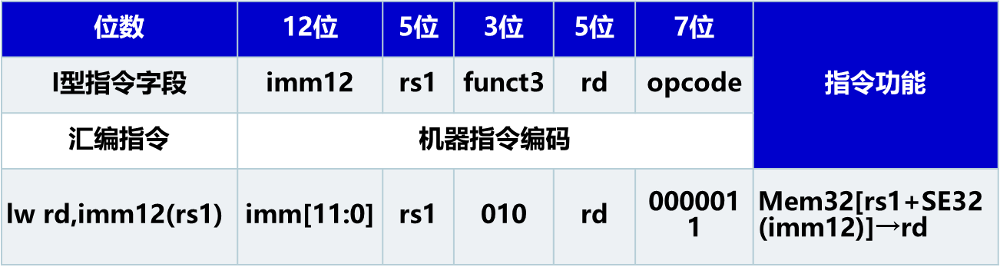 位数 12位 5位 3位 5位 7位 指令功能
I型指令字段 imm12 rs1 funct3 rd opcode
汇编指令 机器指令编码
lw rd,imm12(rs1) imm[11:0] rs1 010 rd 000001
1 Mem32[rs1+SE32
(imm12)]→rd